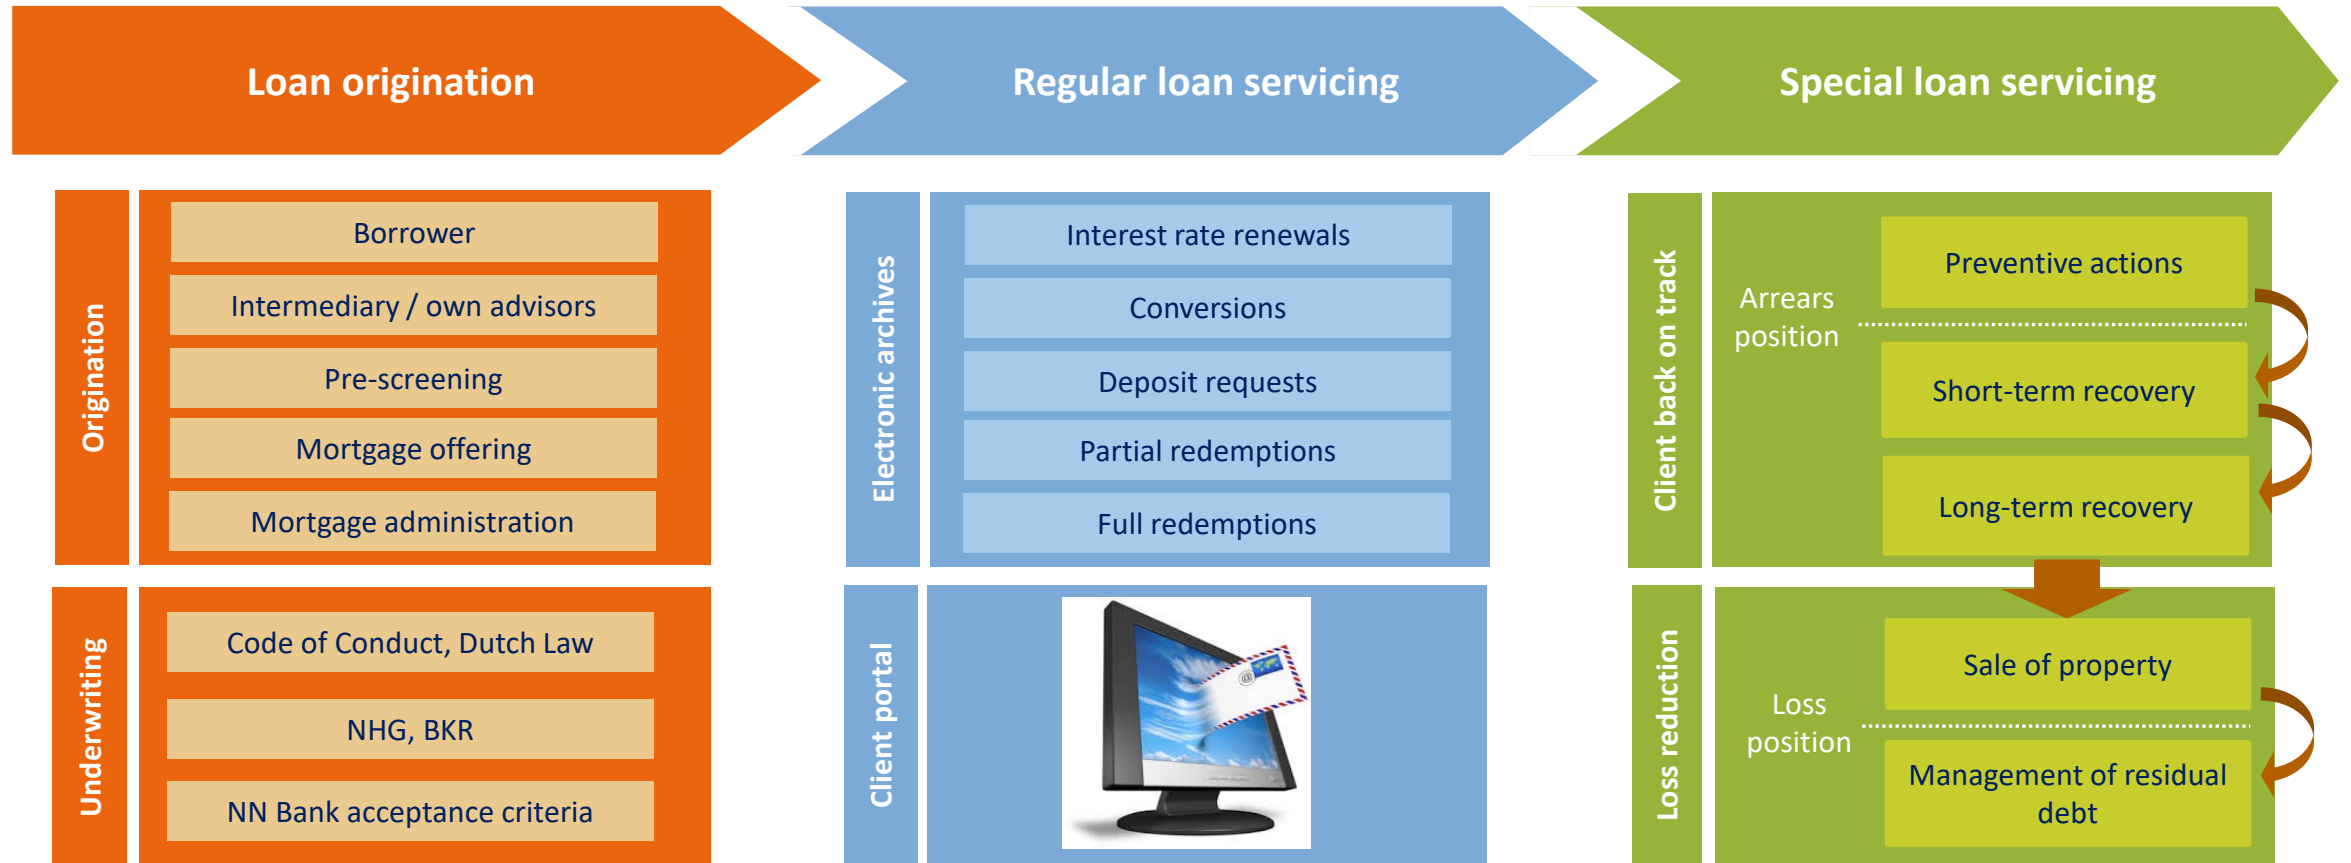 Loan origination
Regular loan servicing
Special loan servicing
Origination
Borrower
Intermediary / own advisors
Pre-screening
Mortgage offering
Mortgage administration
Underwriting
Code of Conduct, Dutch Law
NHG, BKR
NN Bank acceptance criteria
Electronic archives
Interest rate renewals
Conversions
Deposit requests
Partial redemptions
Full redemptions
Client portal
@
Client back on track
Arrears
position
Preventive actions
Short-term recovery
Long-term recovery
Loss reduction
Loss
position
Sale of property
Management of residual
debt